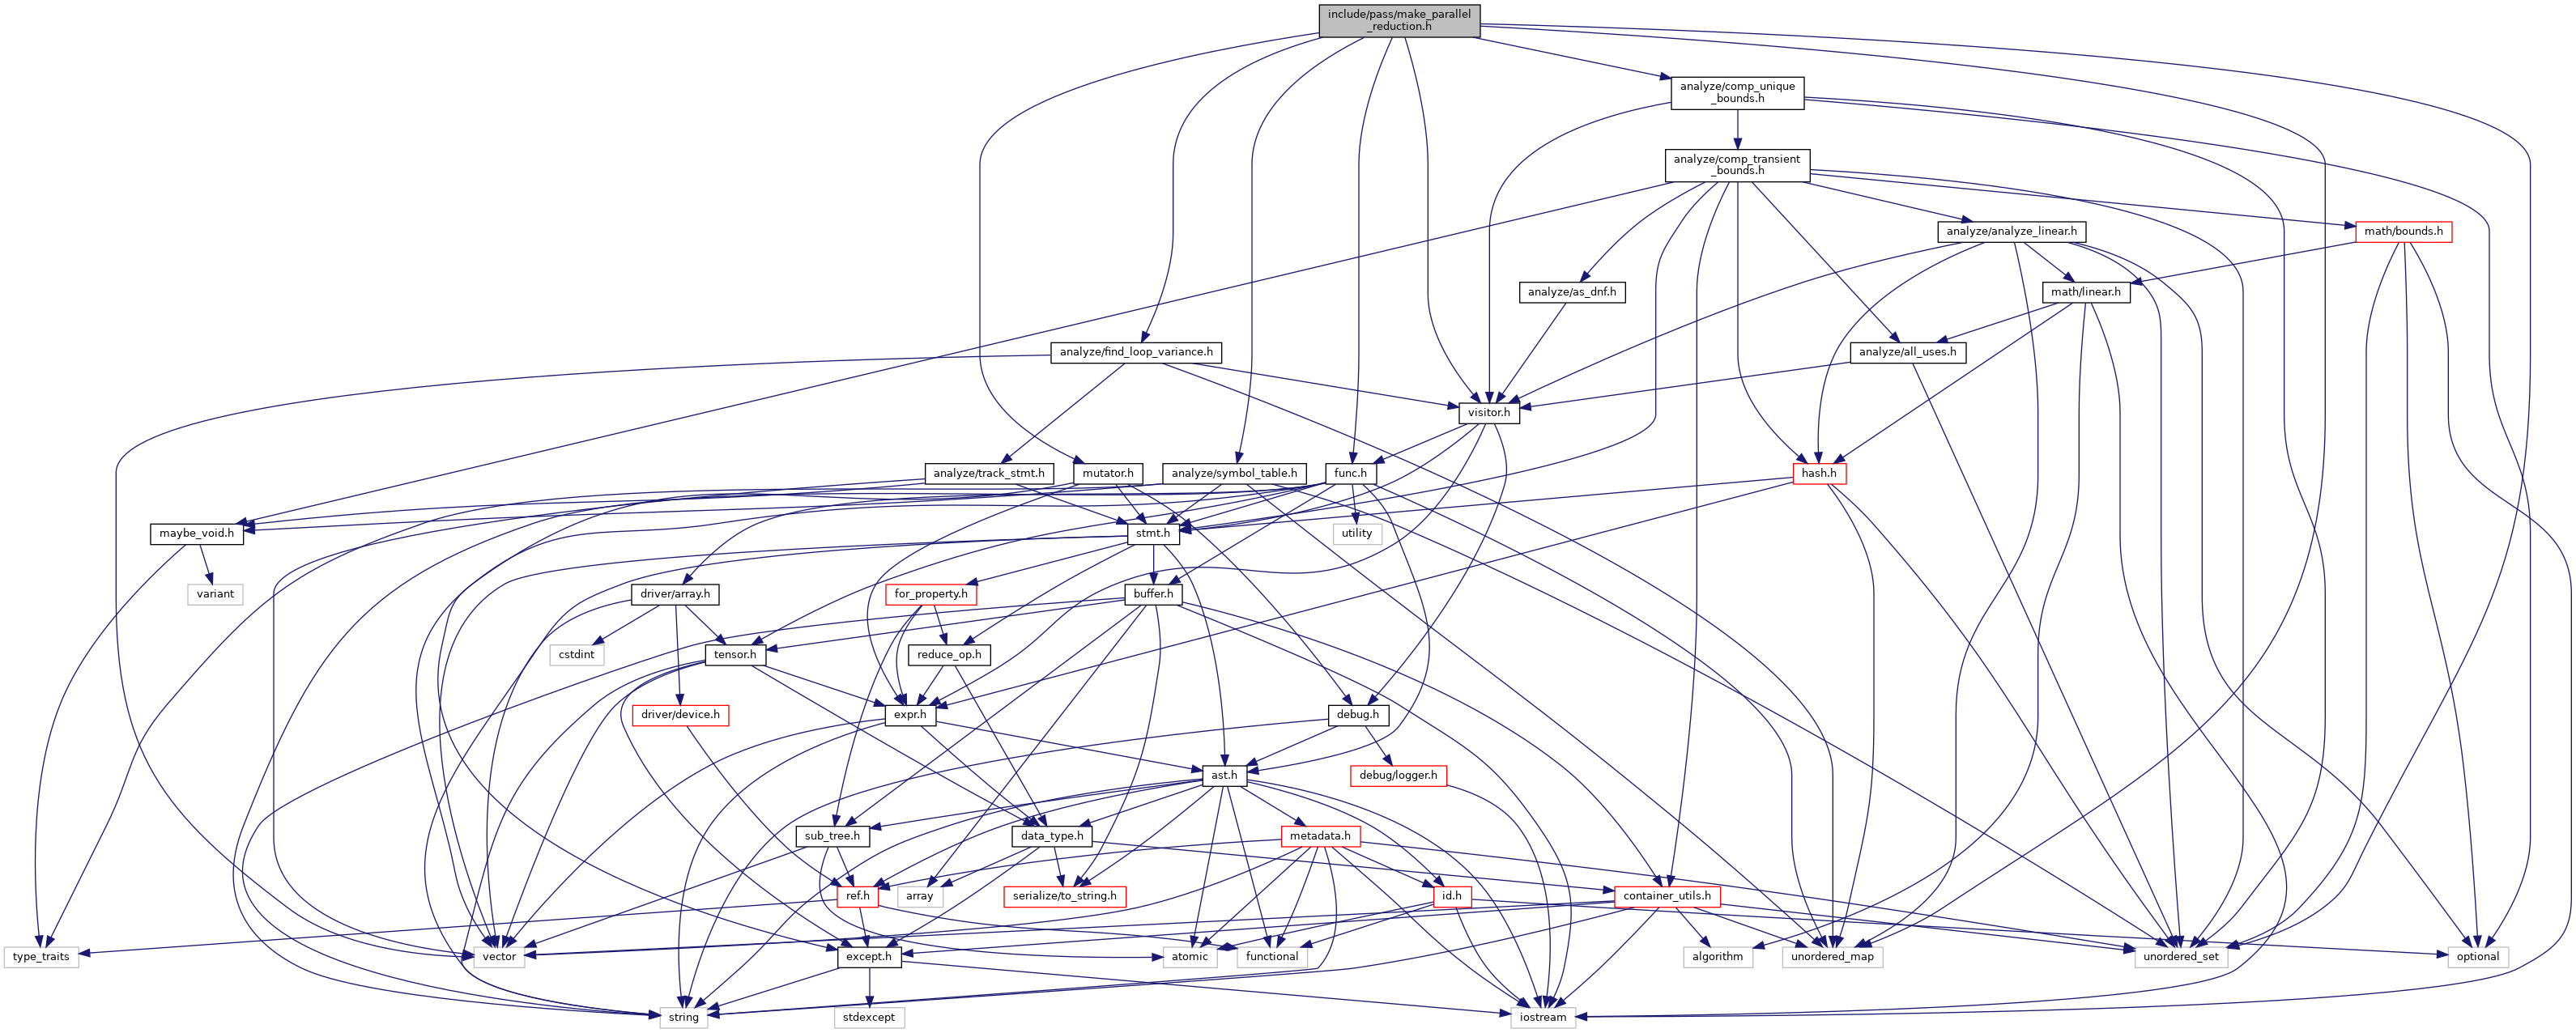 include/pass/make_parallel
_reduction.h
analyze/comp_unique
_bounds.h
analyze/comp_transient
_bounds.h
analyze/analyze_linear.h
math/bounds.h
analyze/as_dnf.h
math/linear.h
analyze/find_loop_variance.h
analyze/all_uses.h
visitor.h
analyze/track_stmt.h
mutator.h
analyze/symbol_table.h
func.h
hash.h
maybe_void.h
stmt.h
utility
variant
driver/array.h
for_property.h
buffer.h
cstdint
tensor.h
reduce_op.h
driver/device.h
expr.h
debug.h
ast.h
debug/logger.h
sub_tree.h
data_type.h
metadata.h
ref.h
array
serialize/to_string.h
id.h
container_utils.h
type_traits
vector
except.h
atomic
functional
algorithm
unordered_map
unordered_set
optional
string
stdexcept
iostream